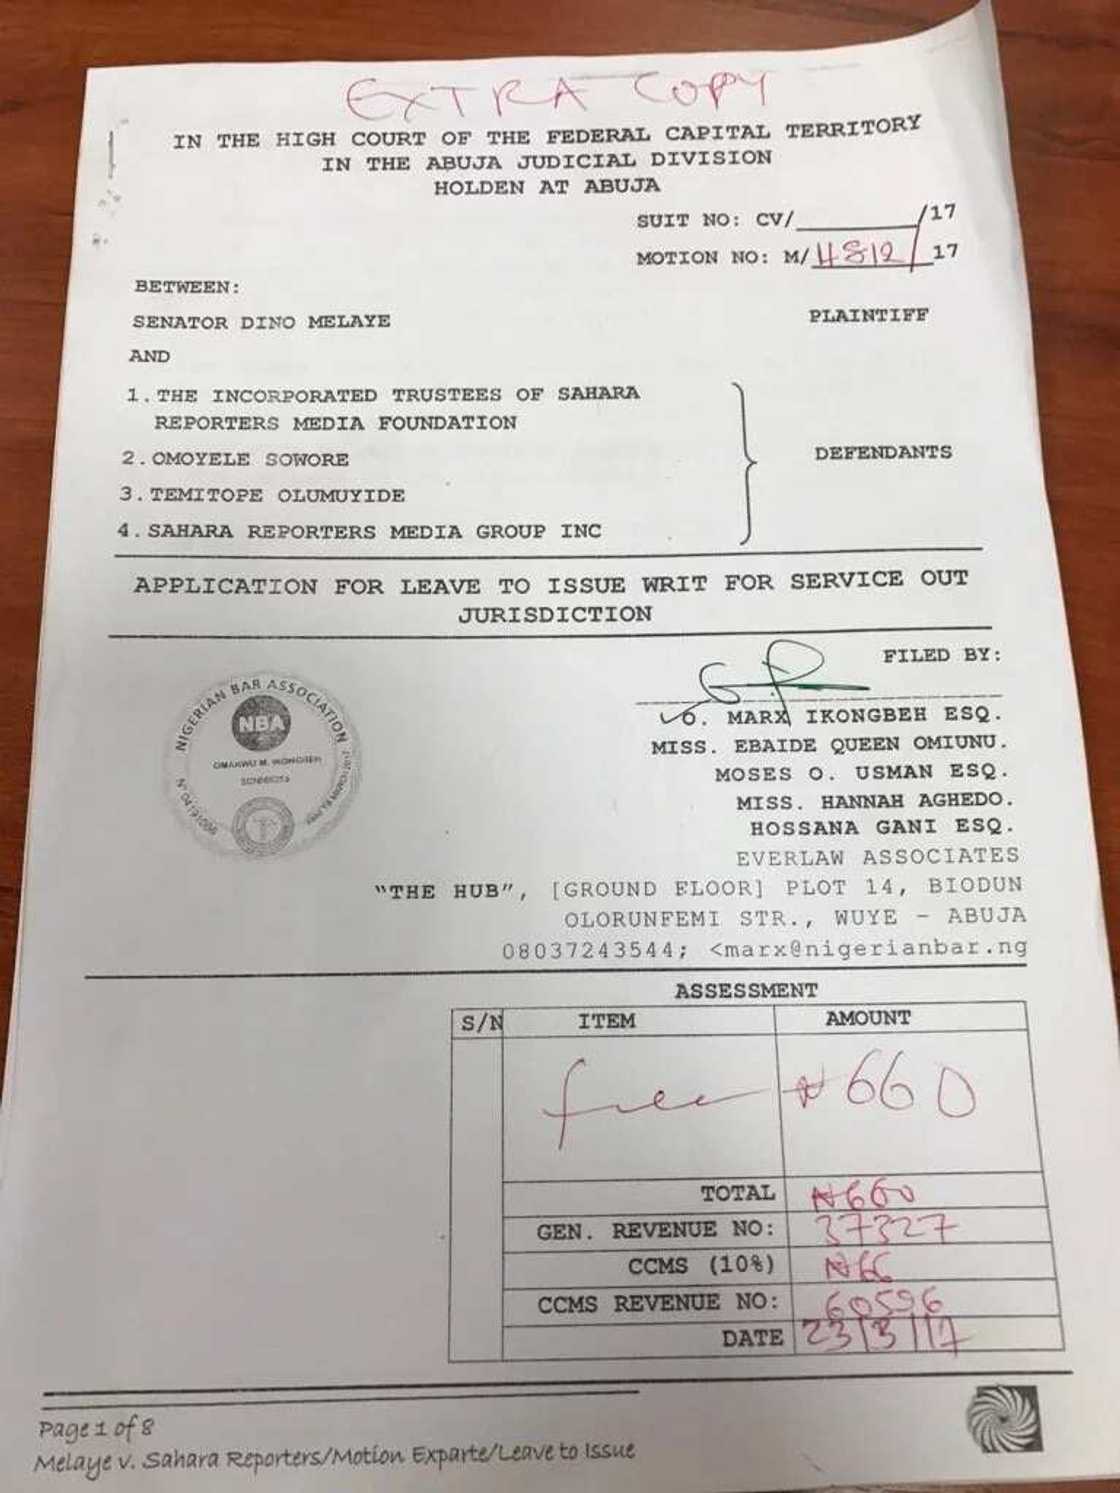 EXTRA COPY
IN THE HIGH COURT OF THE FEDERAL CAPITAL TERRITORY
IN THE ABUJA JUDICIAL DIVISION
HOLDEN AT ABUJA
SUIT NO: CV/________/17
MOTION NO: M/4812/17
BETWEEN:
SENATOR DINO MELAYE PLAINTIFF
AND
1. THE INCORPORATED TRUSTEES OF SAHARA
REPORTERS MEDIA FOUNDATION
2. OMOYELE SOWORE DEFENDANTS
3. TEMITOPE OLUMUYIDE
4. SAHARA REPORTERS MEDIA GROUP INC
APPLICATION FOR LEAVE TO ISSUE WRIT FOR SERVICE OUT
JURISDICTION
FILED BY:
O. MARX IKONGBEH ESQ.
MISS. EBAIDE QUEEN OMIUNU.
MOSES O. USMAN ESQ.
MISS. HANNAH AGHEDO.
HOSSANA GANI ESQ.
EVERLAW ASSOCIATES
"THE HUB", [GROUND FLOOR] PLOT 14, BIODUN
OLORUNFEMI STR., WUYE - ABUJA
08037243544; <marx@nigerianbar.ng
NIGERIAN BAR ASSOCIATION
NBA
OMAKWU M. IKONGBEH
ASSESSMENT
S/N ITEM AMOUNT
fee ₦660
TOTAL ₦660
GEN. REVENUE NO: 37327
CCMS (10%) ₦66
CCMS REVENUE NO: 60596
DATE 23/3/17
Page 1 of 8
Melaye v. Sahara Reporters/Motion Exparte/Leave to Issue